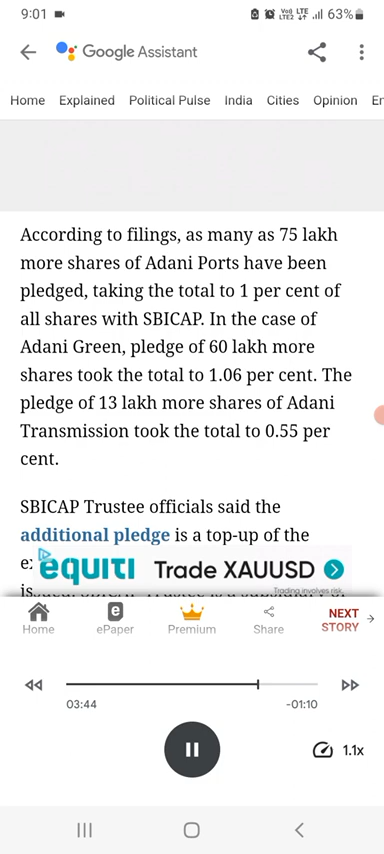 9:01
Vo) LTE
LTE2
63%
Google Assistant
Home Explained Political Pulse India Cities Opinion
According to filings, as many as 75 lakh
more shares of Adani Ports have been
pledged, taking the total to 1 per cent of
all shares with SBICAP. In the case of
Adani Green, pledge of 60 lakh more
shares took the total to 1.06 per cent. The
pledge of 13 lakh more shares of Adani
Transmission took the total to 0.55 per
cent.
SBICAP Trustee officials said the
additional pledge is a top-up of the
equiti Trade XAUUSD
Trading involves risk.
Home ePaper Premium Share NEXT STORY
03:44 -01:10
1.1x